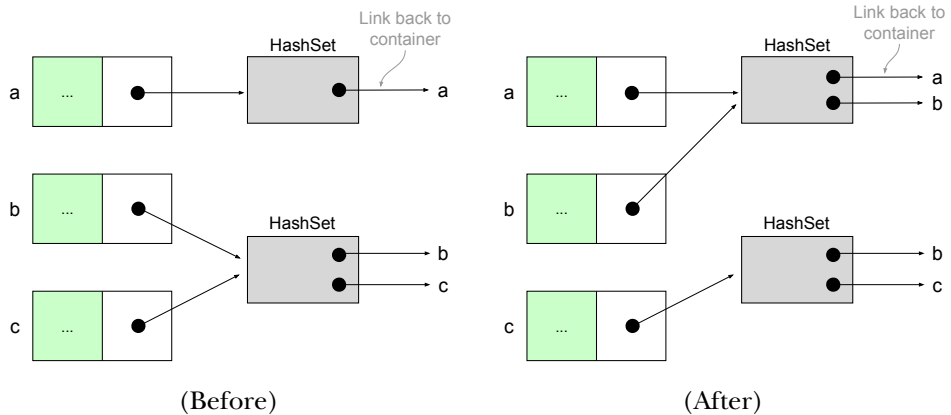 Link back to
container
HashSet
a
...
a
b
...
HashSet
b
c
c
...
(Before)
Link back to
container
HashSet
a
...
a
b
b
...
HashSet
b
c
c
...
(After)